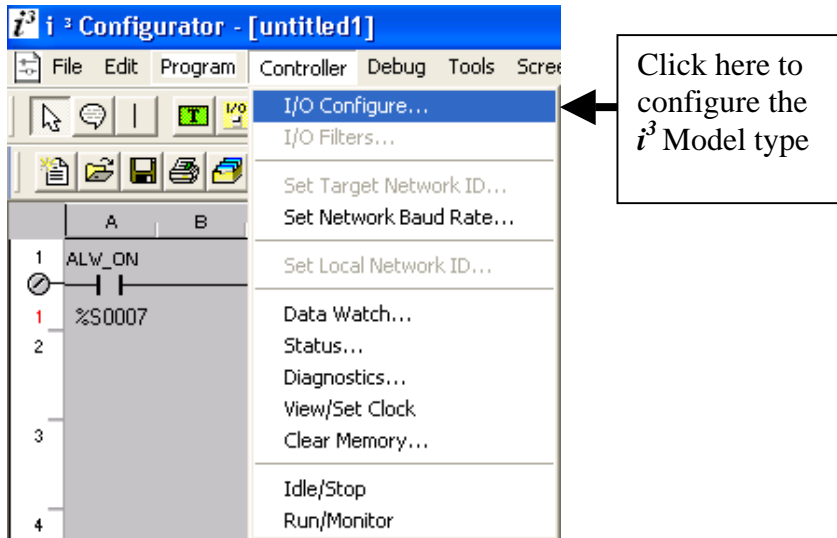 i³ i ³ Configurator - [untitled1]
File Edit Program Controller Debug Tools Scree
T I/O
I/O Configure...
I/O Filters...
Set Target Network ID...
Set Network Baud Rate...
Set Local Network ID...
Data Watch...
Status...
Diagnostics...
View/Set Clock
Clear Memory...
Idle/Stop
Run/Monitor
A B
1 ALW_ON
1 %S0007
2
3
4
Click here to
configure the
i³ Model type